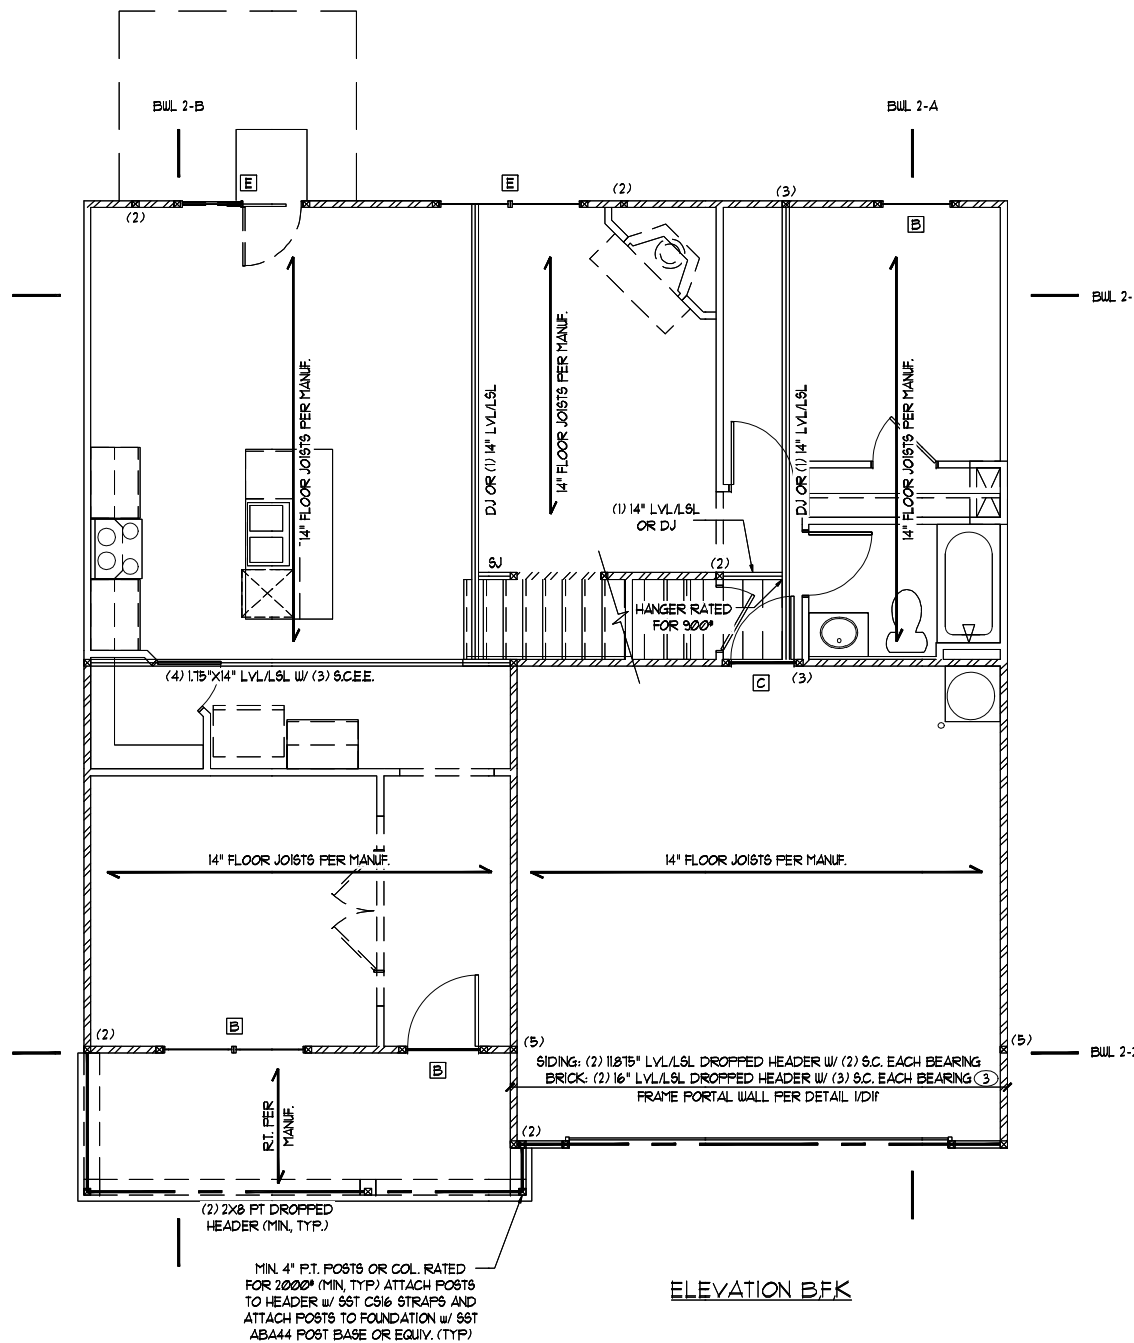 BWL 2-B
BWL 2-A
E
E
(2)
(3)
(2)
B
BWL 2-
14" FLOOR JOISTS PER MANUF.
14" FLOOR JOISTS PER MANUF.
14" FLOOR JOISTS PER MANUF.
DJ OR (1) 14" LVL/LSL
DJ OR (1) 14" LVL/LSL
(1) 14" LVL/LSL
OR DJ
SJ
(2)
HANGER RATED
FOR 900#
(4) 1.75"X14" LVL/LSL W/ (3) S.C.E.E.
C
(3)
14" FLOOR JOISTS PER MANUF.
14" FLOOR JOISTS PER MANUF.
(2)
B
B
(5)
(5)
BWL 2-2
SIDING: (2) 11.875" LVL/LSL DROPPED HEADER W/ (2) S.C. EACH BEARING
BRICK: (2) 16" LVL/LSL DROPPED HEADER W/ (3) S.C. EACH BEARING 3
FRAME PORTAL WALL PER DETAIL 1/D1f
R.T. PER
MANUF.
(2)
(2) 2X8 PT DROPPED
HEADER (MIN., TYP.)
MIN. 4" P.T. POSTS OR COL. RATED
FOR 2000# (MIN, TYP) ATTACH POSTS
TO HEADER w/ SST CS16 STRAPS AND
ATTACH POSTS TO FOUNDATION w/ SST
ABA44 POST BASE OR EQUIV. (TYP)
ELEVATION B,F,K